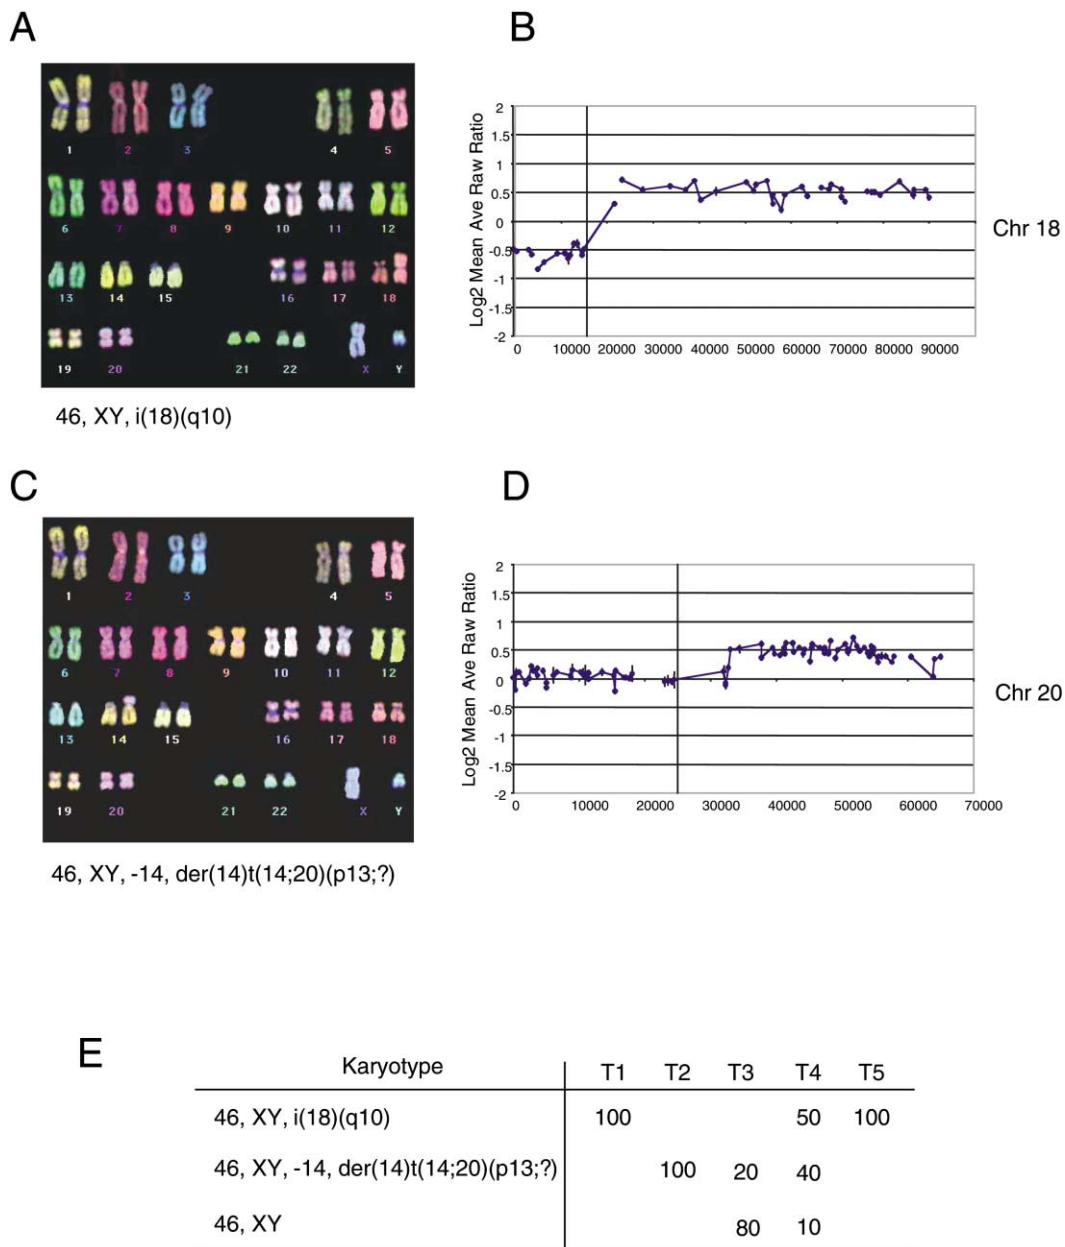 A
B
1 2 3 4 5
6 7 8 9 10 11 12
13 14 15 16 17 18
19 20 21 22 X Y
46, XY, i(18)(q10)
Log2 Mean Ave Raw Ratio
2
1.5
1
0.5
0
-0.5
-1
-1.5
-2
0 10000 20000 30000 40000 50000 60000 70000 80000 90000
Chr 18
C
D
1 2 3 4 5
6 7 8 9 10 11 12
13 14 15 16 17 18
19 20 21 22 X Y
46, XY, -14, der(14)t(14;20)(p13;?)
Log2 Mean Ave Raw Ratio
2
1.5
1
0.5
0
-0.5
-1
-1.5
-2
0 10000 20000 30000 40000 50000 60000 70000
Chr 20
E
Karyotype T1 T2 T3 T4 T5
46, XY, i(18)(q10) 100 50 100
46, XY, -14, der(14)t(14;20)(p13;?) 100 20 40
46, XY 80 10